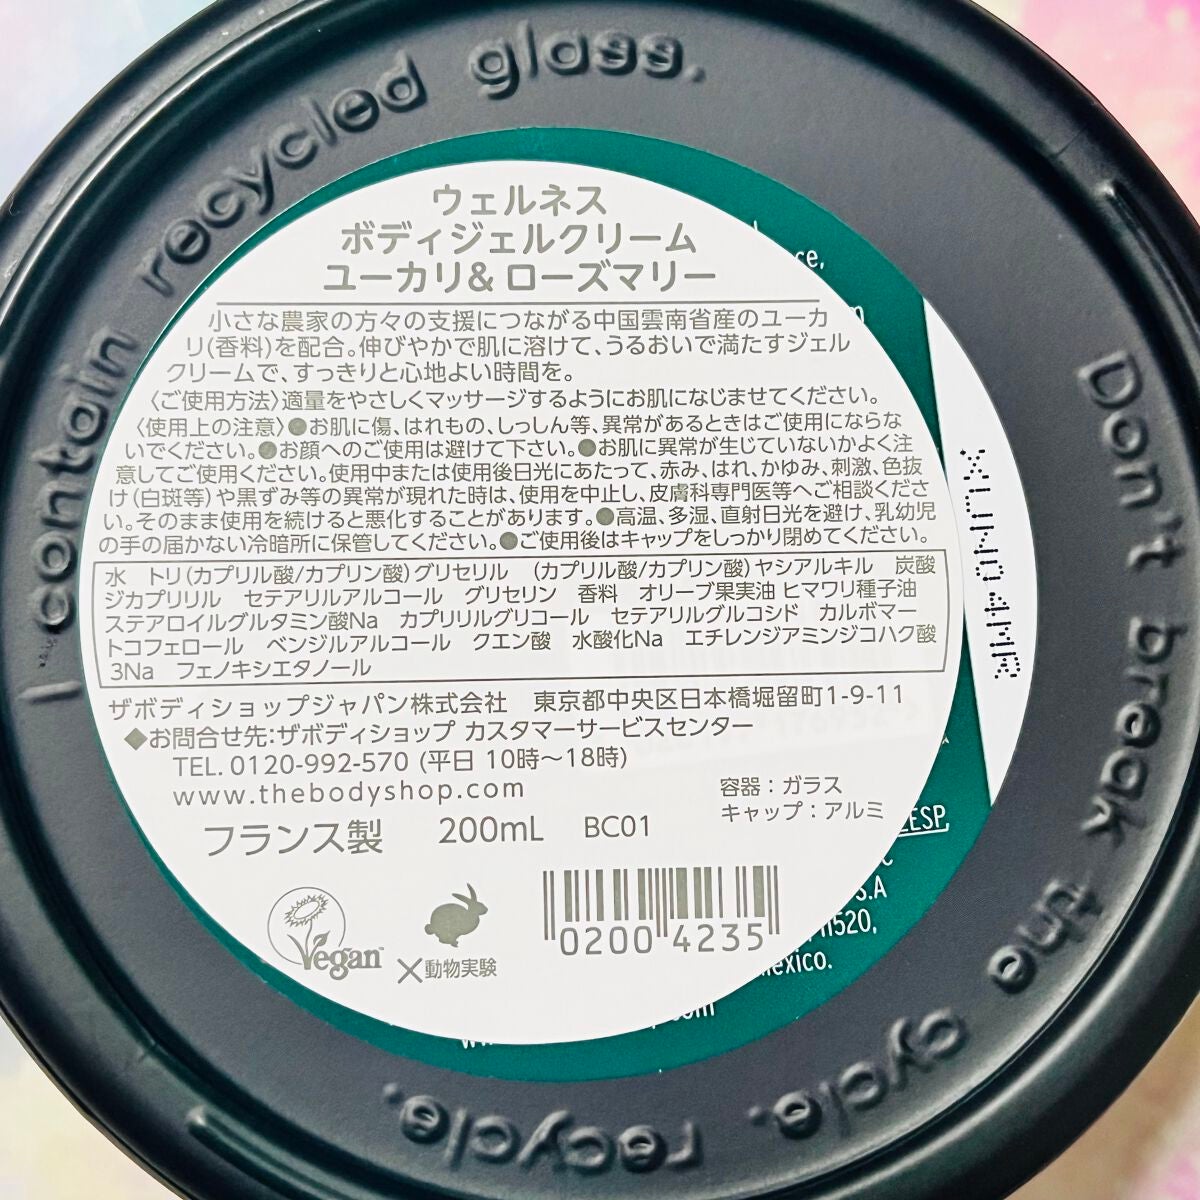 I contain recycled glass.
Don't break the cycle. recycle.
ウェルネス
ボディジェルクリーム
ユーカリ& ローズマリー
小さな農家の方々の支援につながる中国雲南省産のユーカ
リ(香料)を配合。伸びやかで肌に溶けて、うるおいで満たすジェル
クリームで、すっきりと心地よい時間を。
〈ご使用方法〉適量をやさしくマッサージするようにお肌になじませてください。
〈使用上の注意〉●お肌に傷、はれもの、しっしん等、異常があるときはご使用にならな
いでください。●お顔へのご使用は避けて下さい。●お肌に異常が生じていないかよく注
意してご使用ください。使用中または使用後日光にあたって、赤み、はれ、かゆみ、刺激、色抜
け(白斑等)や黒ずみ等の異常が現れた時は、使用を中止し、皮膚科専門医等へご相談くださ
い。そのまま使用を続けると悪化することがあります。●高温、多湿、直射日光を避け、乳幼児
の手の届かない冷暗所に保管してください。●ご使用後はキャップをしっかり閉めてください。
水 トリ(カプリル酸/カプリン酸)グリセリル (カプリル酸/カプリン酸)ヤシアルキル 炭酸
ジカプリリル セテアリルアルコール グリセリン 香料 オリーブ果実油 ヒマワリ種子油
ステアロイルグルタミン酸Na カプリリルグリコール セテアリルグルコシド カルボマー
トコフェロール ベンジルアルコール クエン酸 水酸化Na エチレンジアミンジコハク酸
3Na フェノキシエタノール
ザボディショップジャパン株式会社 東京都中央区日本橋堀留町1-9-11
◆お問合せ先:ザボディショップ カスタマーサービスセンター
TEL. 0120-992-570 (平日 10時〜18時)
www.thebodyshop.com
容器：ガラス
キャップ：アルミ
フランス製 200mL BC01
Vegan
×動物実験
0200 4235
ce,
EESP,
S.A
11520,
mexico.
com